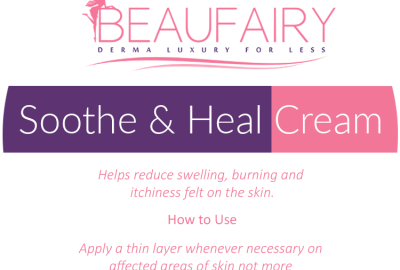 BEAUFAIRY
DERMA LUXURY FOR LESS
Soothe & Heal Cream
Helps reduce swelling, burning and
itchiness felt on the skin.
How to Use
Apply a thin layer whenever necessary on
affected areas of skin not more